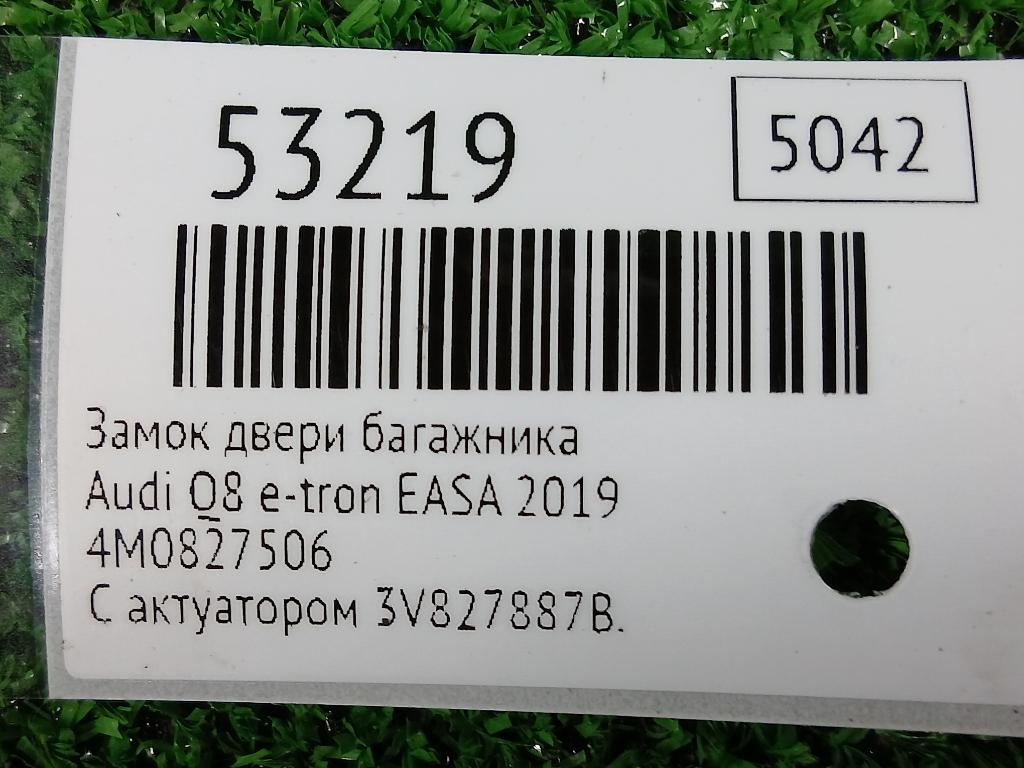 53219
5042
Замок двери багажника
Audi Q8 e-tron EASA 2019
4M0827506
С актуатором 3V827887B.